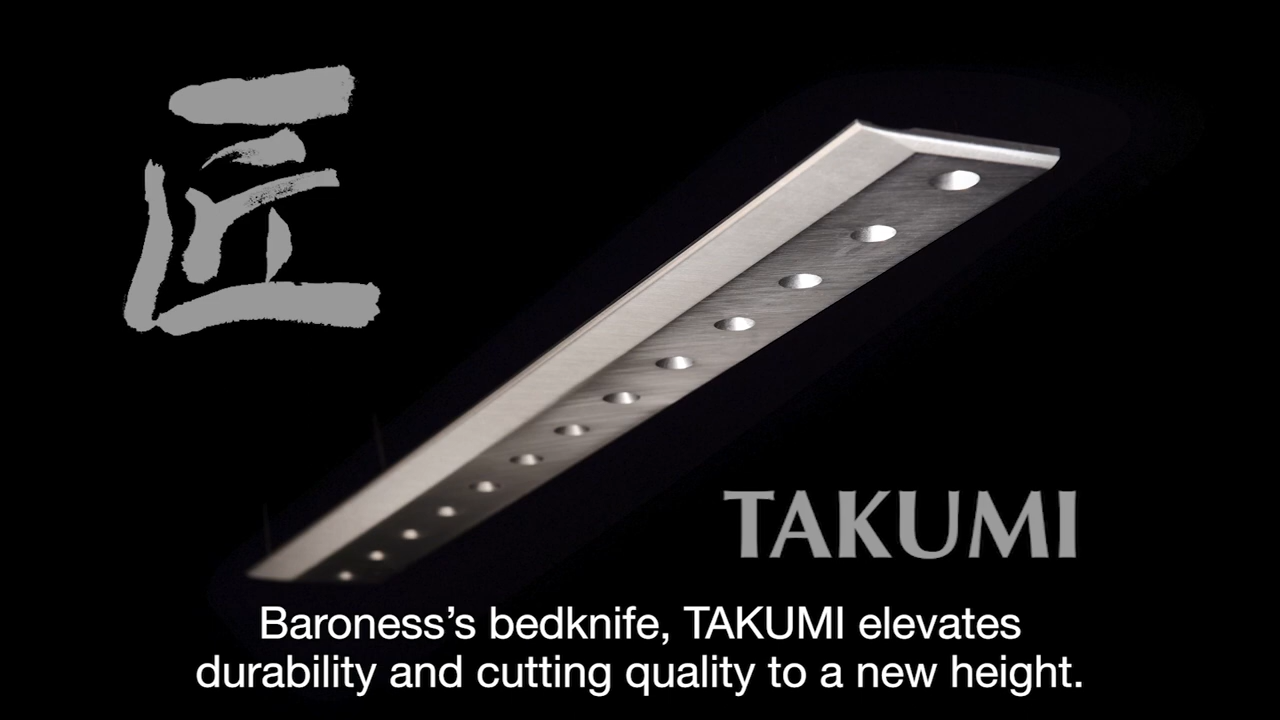 匠
TAKUMI
Baroness’s bedknife, TAKUMI elevates
durability and cutting quality to a new height.